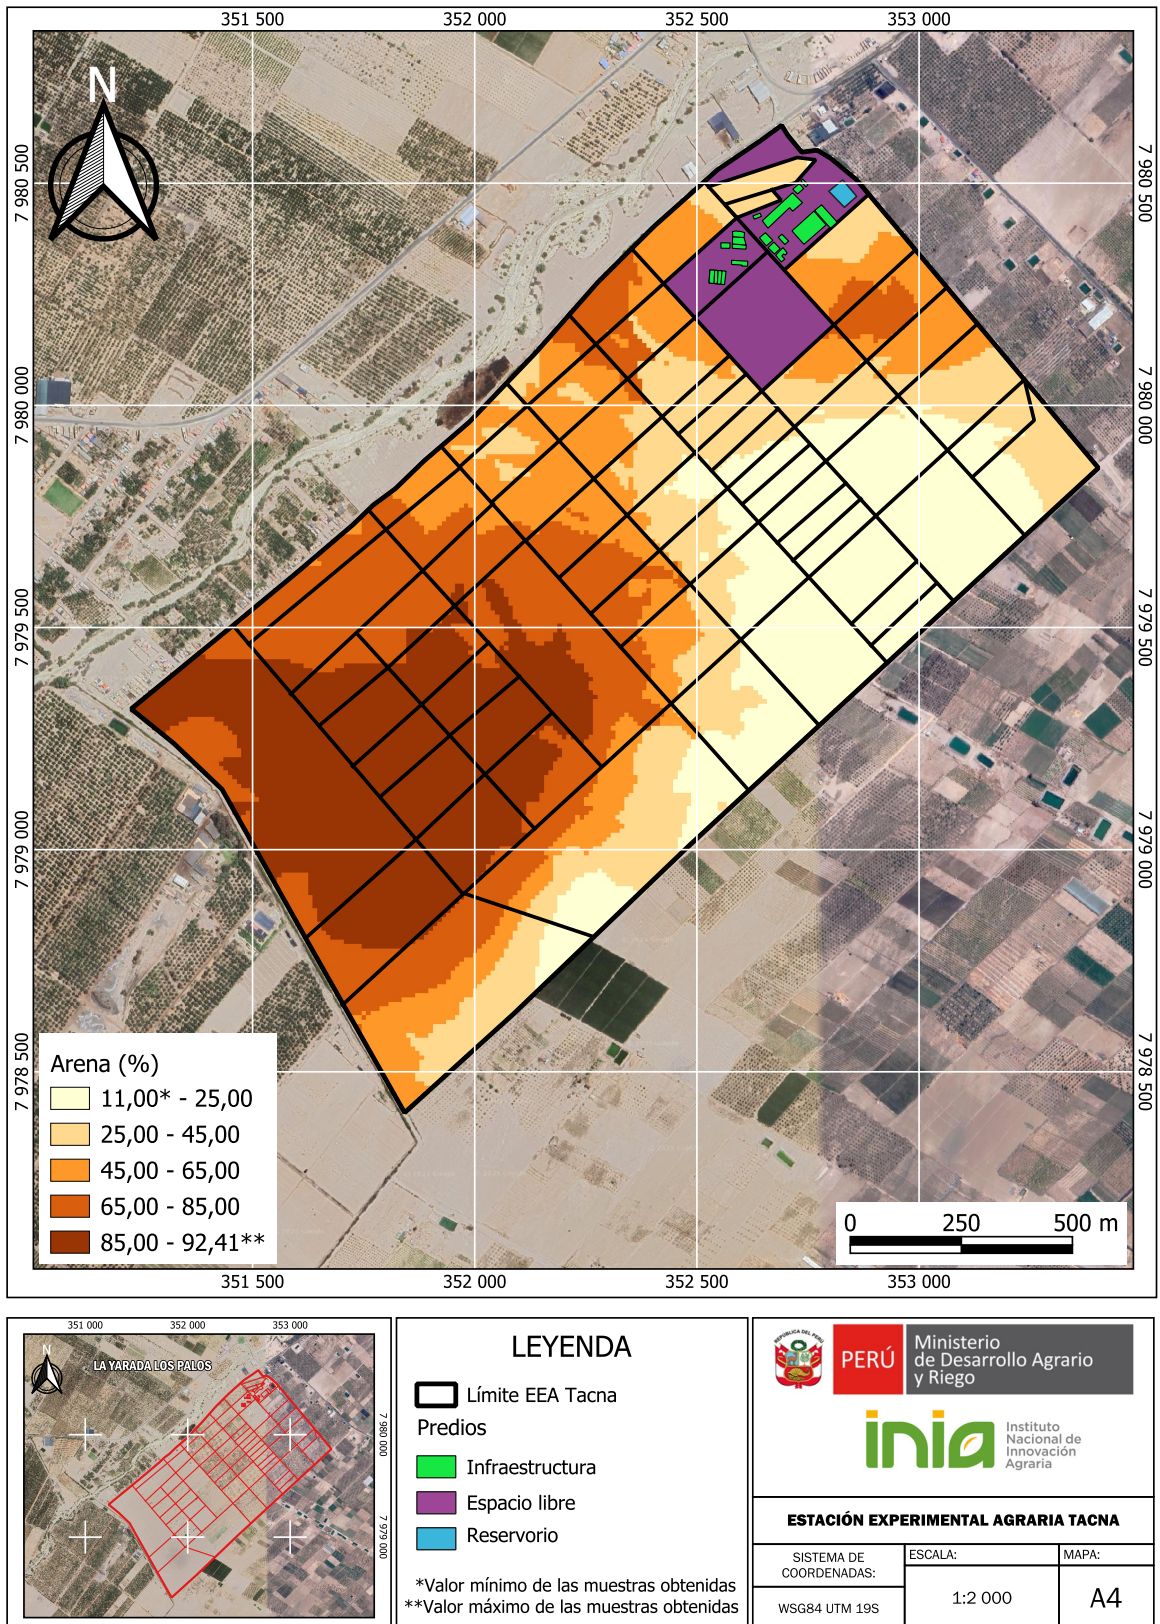 351 500
352 000
352 500
353 000
N
7 980 500
7 980 500
7 980 000
7 980 000
7 979 500
7 979 500
7 979 000
7 979 000
7 978 500
7 978 500
Arena (%)
11,00* - 25,00
25,00 - 45,00
45,00 - 65,00
65,00 - 85,00
85,00 - 92,41**
0 250 500 m
351 500
352 000
352 500
353 000
351 000
352 000
353 000
N
LA YARADA LOS PALOS
7 980 000
7 979 000
LEYENDA
Límite EEA Tacna
Predios
Infraestructura
Espacio libre
Reservorio
*Valor mínimo de las muestras obtenidas
**Valor máximo de las muestras obtenidas
REPÚBLICA DEL PERÚ
PERÚ
Ministerio
de Desarrollo Agrario
y Riego
inia
Instituto
Nacional de
Innovación
Agraria
ESTACIÓN EXPERIMENTAL AGRARIA TACNA
SISTEMA DE
COORDENADAS:
WSG84 UTM 19S
ESCALA:
1:2 000
MAPA:
A4